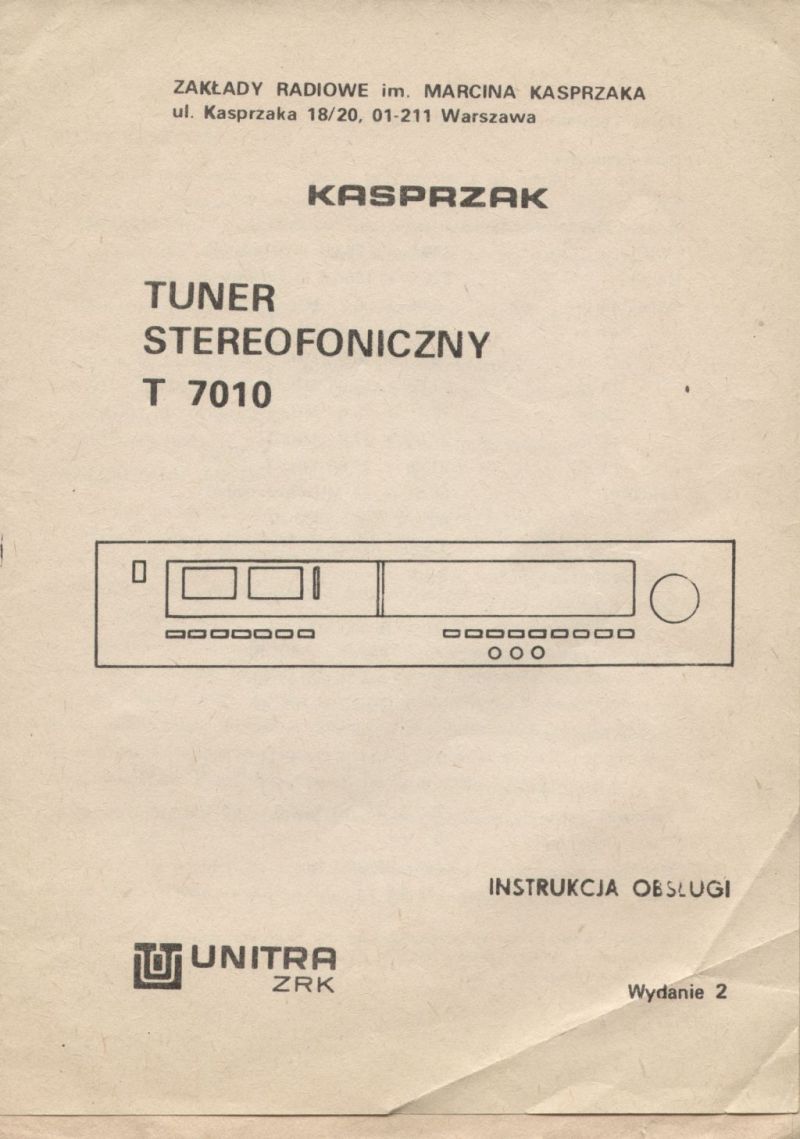 ZAKŁADY RADIOWE im. MARCINA KASPRZAKA
ul. Kasprzaka 18/20, 01-211 Warszawa
KASPRZAK
TUNER
STEREOFONICZNY
T 7010
INSTRUKCJA OBSŁUGI
UNITRA
ZRK
Wydanie 2